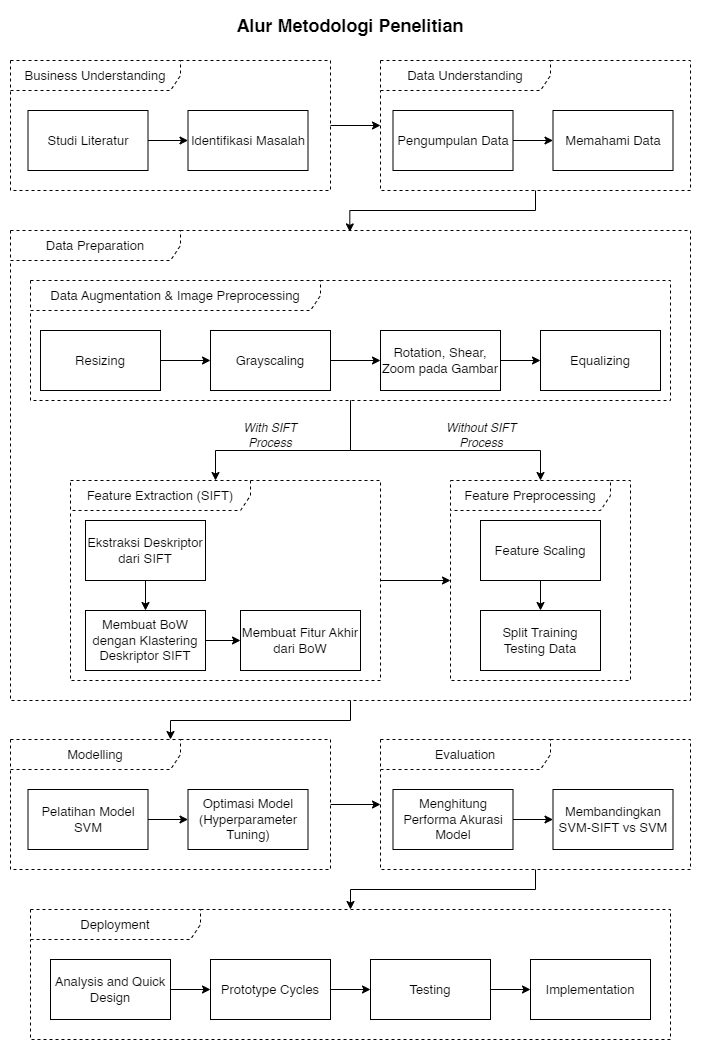 Alur Metodologi Penelitian
Business Understanding
Studi Literatur
Identifikasi Masalah
Data Understanding
Pengumpulan Data
Memahami Data
Data Preparation
Data Augmentation & Image Preprocessing
Resizing
Grayscaling
Rotation, Shear,
Zoom pada Gambar
Equalizing
With SIFT
Process
Without SIFT
Process
Feature Extraction (SIFT)
Ekstraksi Deskriptor
dari SIFT
Membuat BoW
dengan Klastering
Deskriptor SIFT
Membuat Fitur Akhir
dari BoW
Feature Preprocessing
Feature Scaling
Split Training
Testing Data
Modelling
Pelatihan Model
SVM
Optimasi Model
(Hyperparameter
Tuning)
Evaluation
Menghitung
Performa Akurasi
Model
Membandingkan
SVM-SIFT vs SVM
Deployment
Analysis and Quick
Design
Prototype Cycles
Testing
Implementation